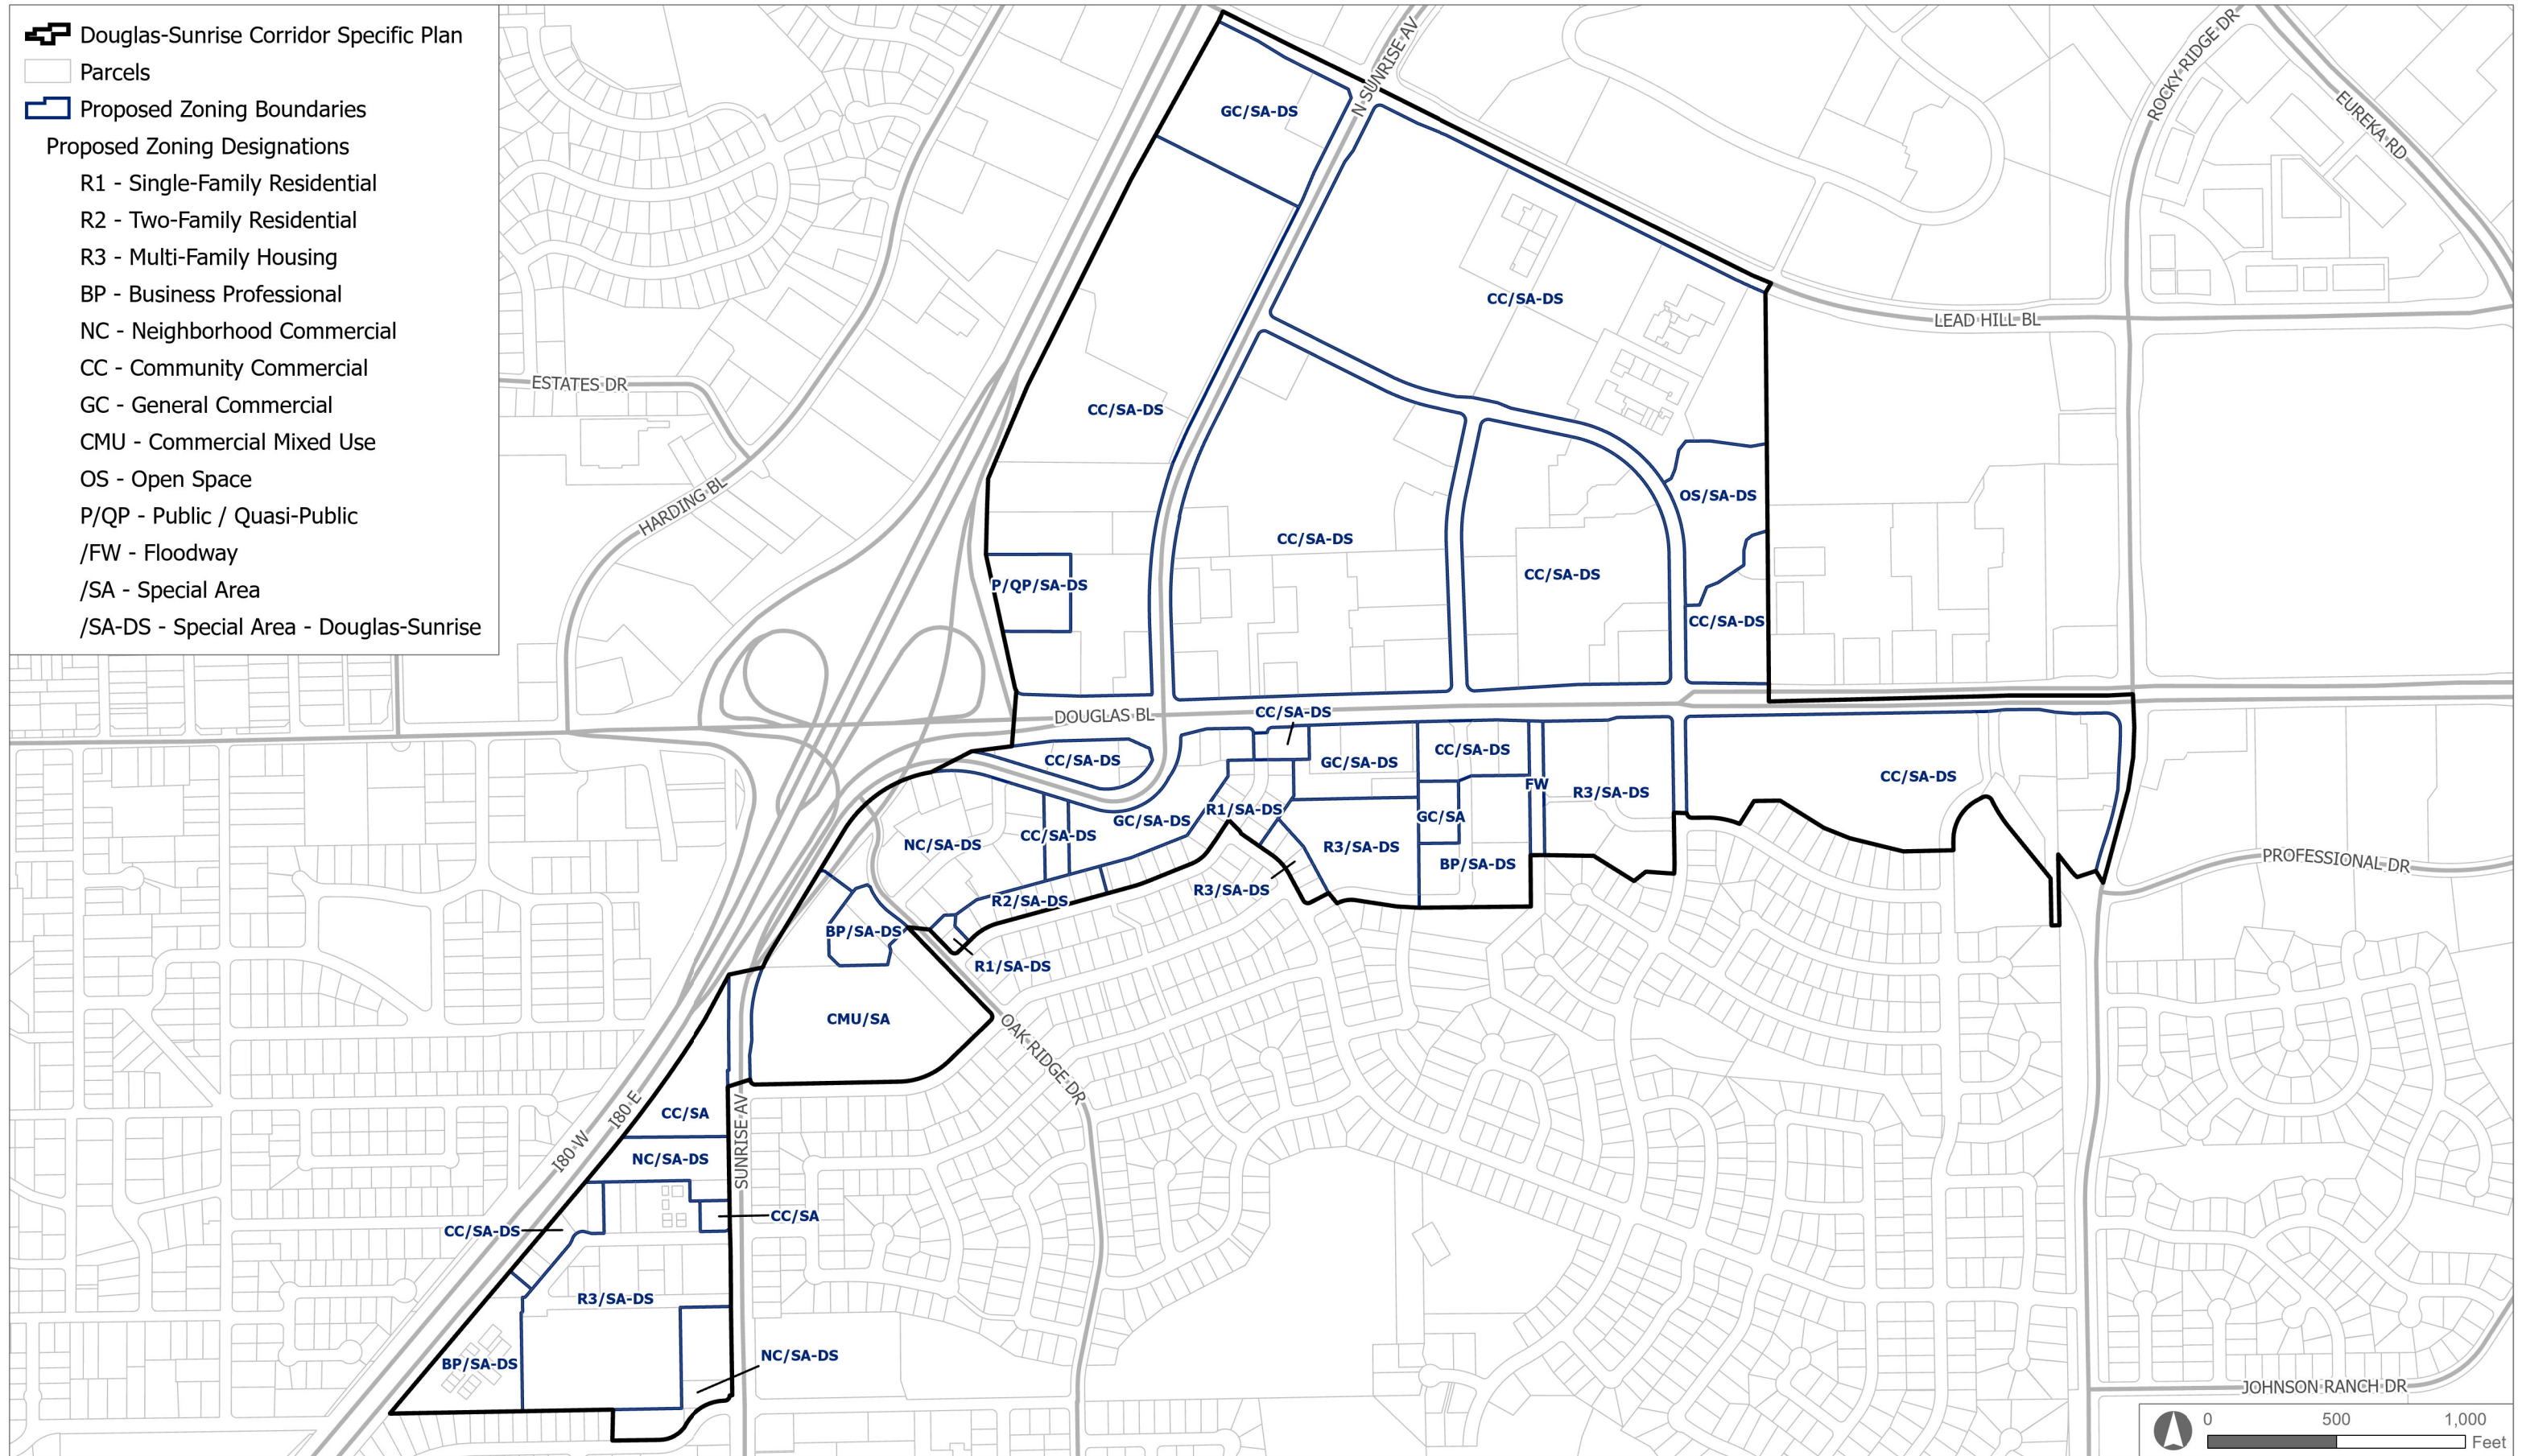 Douglas-Sunrise Corridor Specific Plan
Parcels
Proposed Zoning Boundaries
Proposed Zoning Designations
R1 - Single-Family Residential
R2 - Two-Family Residential
R3 - Multi-Family Housing
BP - Business Professional
NC - Neighborhood Commercial
CC - Community Commercial
GC - General Commercial
CMU - Commercial Mixed Use
OS - Open Space
P/QP - Public / Quasi-Public
/FW - Floodway
/SA - Special Area
/SA-DS - Special Area - Douglas-Sunrise
N SUNRISE AV
ROCKY RIDGE DR
EUREKA RD
GC/SA-DS
CC/SA-DS
LEAD HILL BL
ESTATES DR
CC/SA-DS
HARDING BL
OS/SA-DS
CC/SA-DS
CC/SA-DS
P/QP/SA-DS
CC/SA-DS
DOUGLAS BL
CC/SA-DS
CC/SA-DS
CC/SA-DS
GC/SA-DS
CC/SA-DS
FW
R3/SA-DS
R1/SA-DS
GC/SA
GC/SA-DS
CC/SA-DS
NC/SA-DS
R3/SA-DS
BP/SA-DS
PROFESSIONAL DR
R3/SA-DS
R2/SA-DS
BP/SA-DS
R1/SA-DS
CMU/SA
OAK RIDGE DR
I80 E
CC/SA
SUNRISE AV
I80 W
NC/SA-DS
CC/SA
CC/SA-DS
R3/SA-DS
NC/SA-DS
BP/SA-DS
JOHNSON RANCH DR
0 500 1,000
Feet